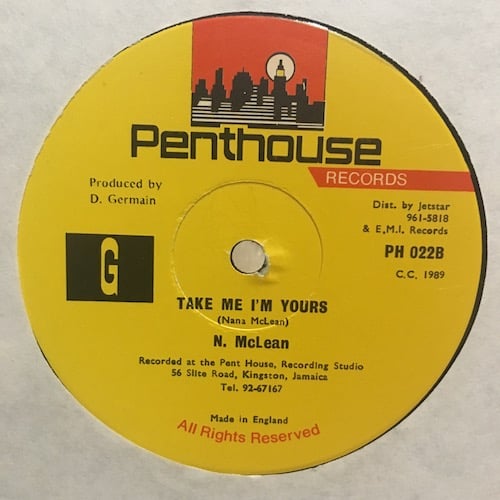 Penthouse
RECORDS
Produced by
D. Germain
Dist. by Jetstar
961-5818
& E.M.I. Records
PH 022B
C.C. 1989
G
TAKE ME I'M YOURS
(Nana McLean)
N. McLean
Recorded at the Pent House, Recording Studio
56 Slite Road, Kingston, Jamaica
Tel. 92-67167
Made in England
All Rights Reserved